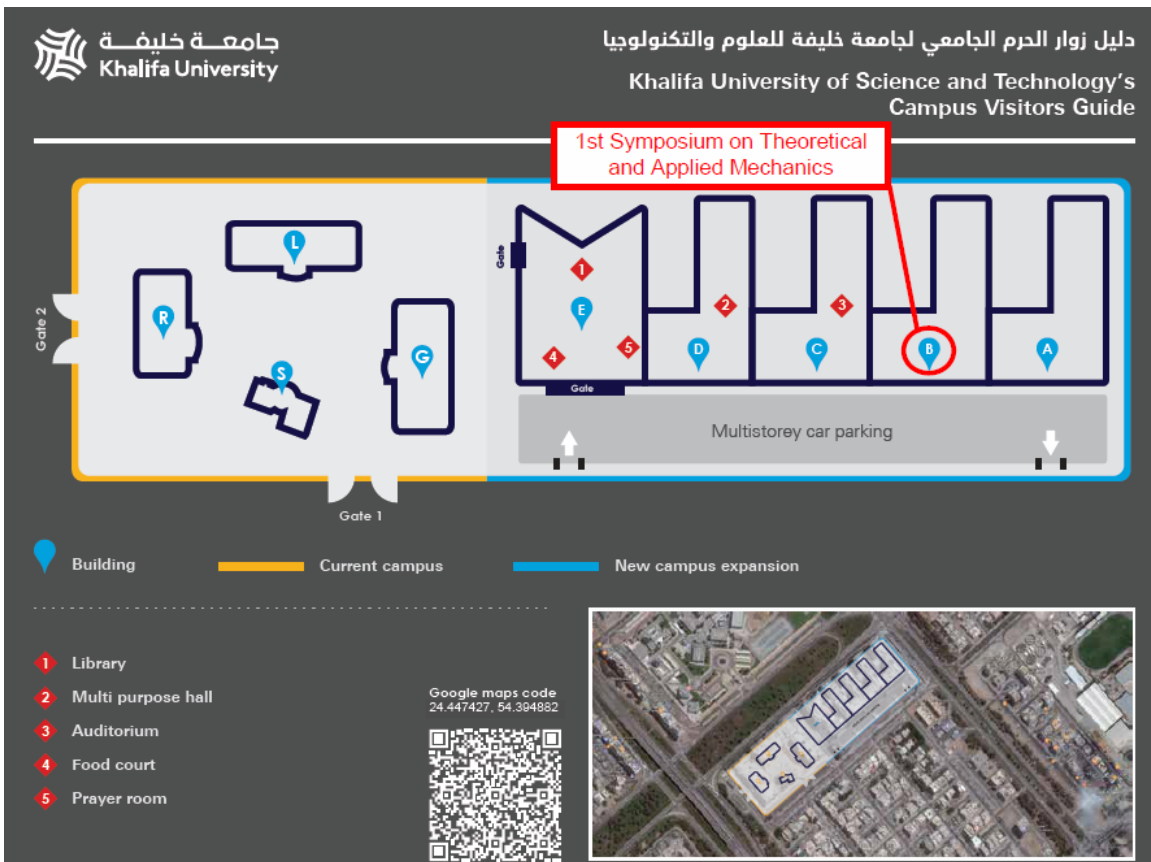 جامعة خليفة
Khalifa University
دليل زوار الحرم الجامعي لجامعة خليفة للعلوم والتكنولوجيا
Khalifa University of Science and Technology's
Campus Visitors Guide
1st Symposium on Theoretical
and Applied Mechanics
L
R
S
G
Gate 2
Gate 1
Gate
1
E
2
3
4
5
D
C
B
A
Gate
Multistorey car parking
Building
Current campus
New campus expansion
1 Library
2 Multi purpose hall
3 Auditorium
4 Food court
5 Prayer room
Google maps code
24.447427, 54.394882